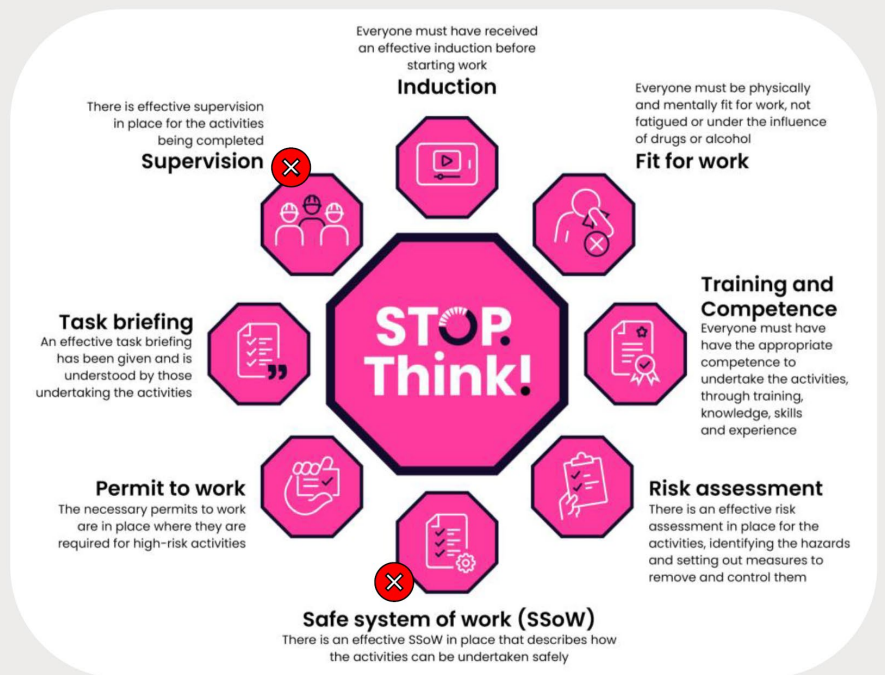 Everyone must have received
an effective induction before
starting work
Induction
Everyone must be physically
and mentally fit for work, not
fatigued or under the influence
of drugs or alcohol
Fit for work
Training and
Competence
Everyone must have
have the appropriate
competence to
undertake the activities,
through training,
knowledge, skills
and experience
Risk assessment
There is an effective risk
assessment in place for the
activities, identifying the hazards
and setting out measures to
remove and control them
Safe system of work (SSoW)
There is an effective SSoW in place that describes how
the activities can be undertaken safely
Permit to work
The necessary permits to work
are in place where they are
required for high-risk activities
Task briefing
An effective task briefing
has been given and is
understood by those
undertaking the activities
There is effective supervision
in place for the activities
being completed
Supervision
STOP.
Think!